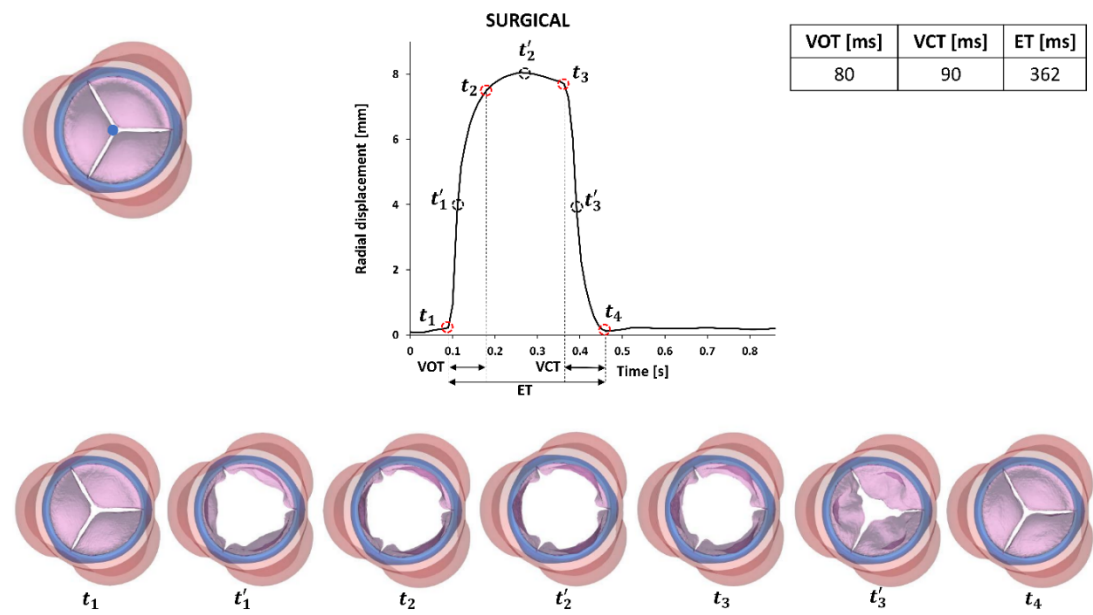 SURGICAL
VOT [ms] VCT [ms] ET [ms]
80 90 362
Radial displacement [mm]
8
6
4
2
0
t₁
t′₁
t₂
t′₂
t₃
t′₃
t₄
0 0.1 0.2 0.3 0.4 0.5 0.6 0.7 0.8
VOT VCT Time [s]
ET
t₁ t′₁ t₂ t′₂ t₃ t′₃ t₄